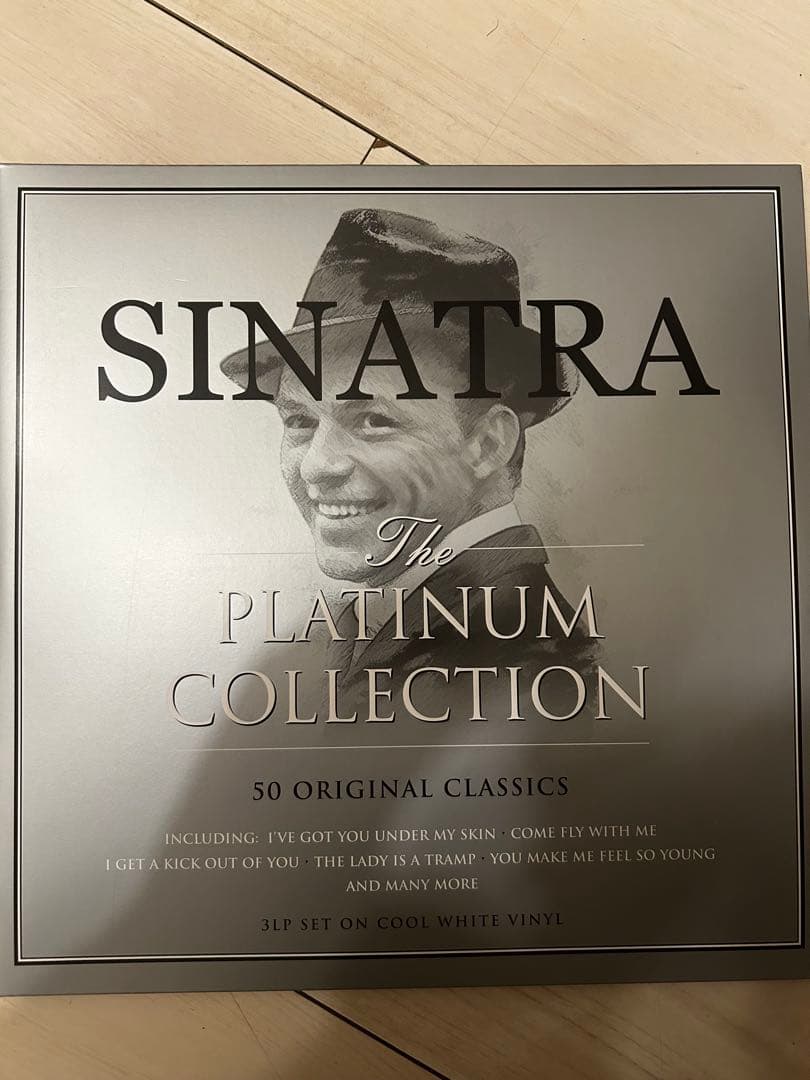 SINATRA
The
PLATINUM
COLLECTION
50 ORIGINAL CLASSICS
INCLUDING: I'VE GOT YOU UNDER MY SKIN · COME FLY WITH ME
I GET A KICK OUT OF YOU · THE LADY IS A TRAMP · YOU MAKE ME FEEL SO YOUNG
AND MANY MORE
3LP SET ON COOL WHITE VINYL